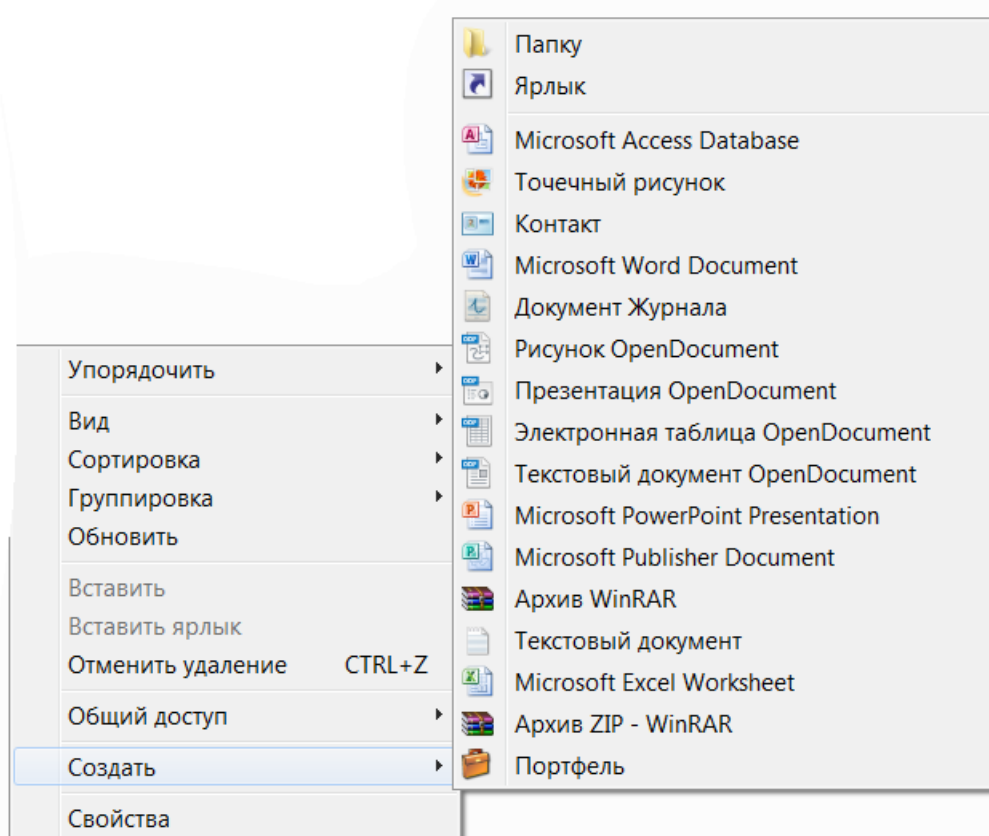 Папку
Ярлык
Microsoft Access Database
Точечный рисунок
Контакт
Microsoft Word Document
Документ Журнала
Рисунок OpenDocument
Презентация OpenDocument
Электронная таблица OpenDocument
Текстовый документ OpenDocument
Microsoft PowerPoint Presentation
Microsoft Publisher Document
Архив WinRAR
Текстовый документ
Microsoft Excel Worksheet
Архив ZIP - WinRAR
Портфель
Упорядочить
Вид
Сортировка
Группировка
Обновить
Вставить
Вставить ярлык
Отменить удаление CTRL+Z
Общий доступ
Создать
Свойства